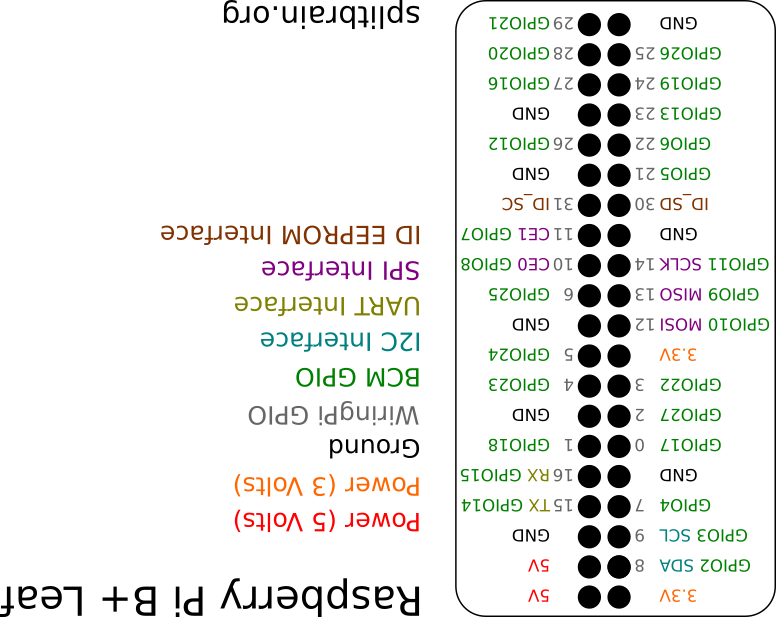 Raspberry Pi B+ Leaf
3.3V 5V
GPIO2 SDA 8 5V
GPIO3 SCL 9 GND
GPIO4 7 15 TX GPIO14
GND 16 RX GPIO15
GPIO17 0 1 GPIO18
GPIO27 2 GND
GPIO22 3 4 GPIO23
3.3V 5 GPIO24
GPIO10 MOSI 12 GND
GPIO9 MISO 13 6 GPIO25
GPIO11 SCLK 14 10 CE0 GPIO8
GND 11 CE1 GPIO7
ID_SD 30 31 ID_SC
GPIO5 21 GND
GPIO6 22 26 GPIO12
GPIO13 23 GND
GPIO19 24 27 GPIO16
GPIO26 25 28 GPIO20
GND 29 GPIO21
Power (5 Volts)
Power (3 Volts)
Ground
WiringPi GPIO
BCM GPIO
I2C Interface
UART Interface
SPI Interface
ID EEPROM Interface
splitbrain.org